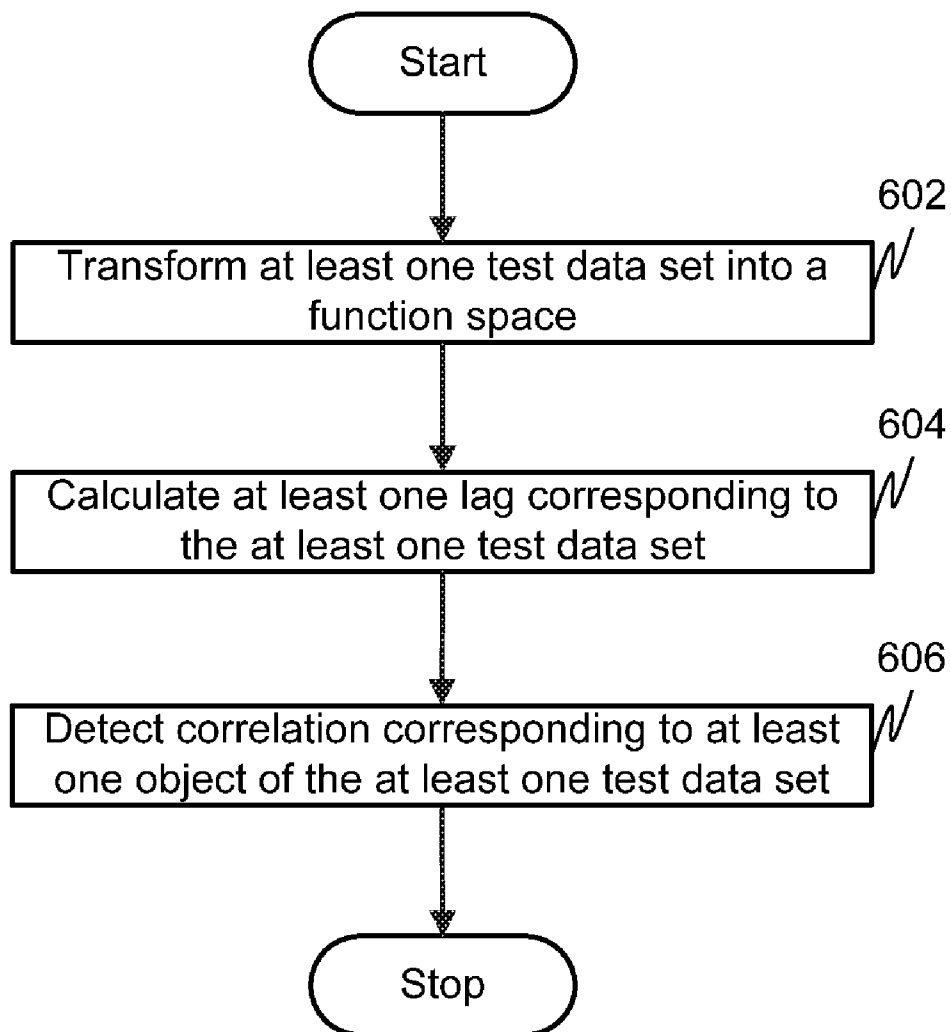 Start
602
Transform at least one test data set into a
function space
604
Calculate at least one lag corresponding to
the at least one test data set
606
Detect correlation corresponding to at least
one object of the at least one test data set
Stop